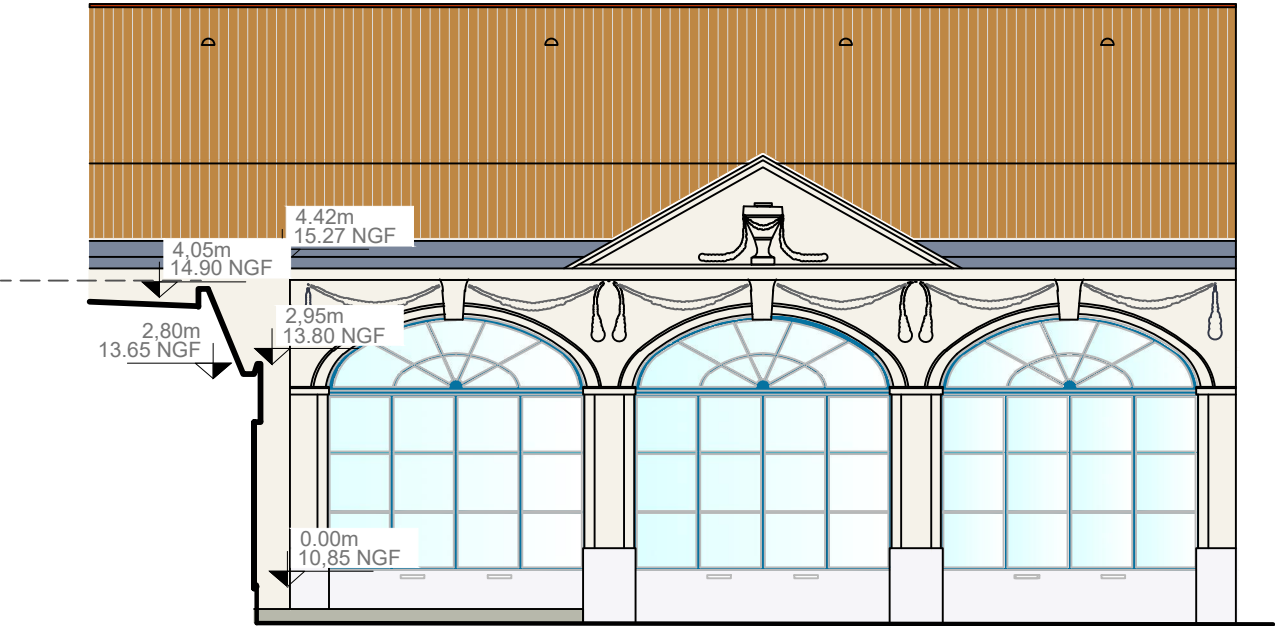 4.42m
15.27 NGF
4,05m
14.90 NGF
2,95m
13.80 NGF
2,80m
13.65 NGF
0.00m
10,85 NGF